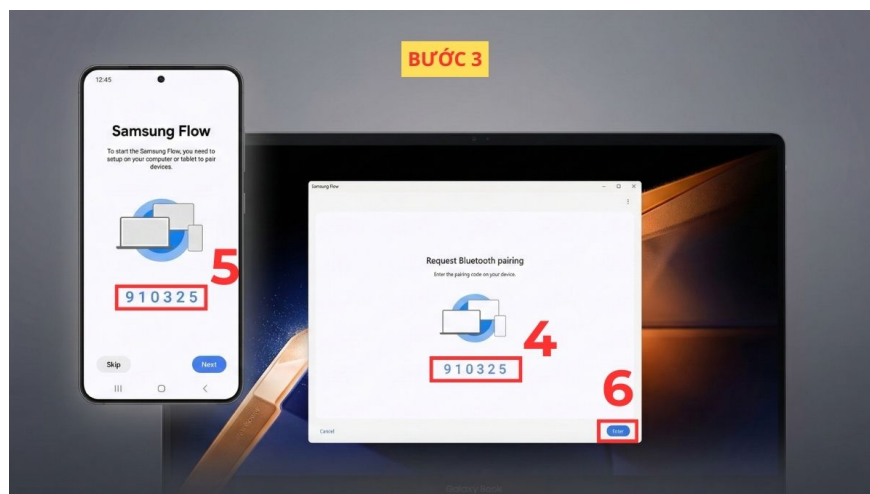 BƯỚC 3
12:45
Samsung Flow
To start the Samsung Flow, you need to
setup on your computer or tablet to pair
devices.
5
910325
Skip
Next
Samsung Flow
Request Bluetooth pairing
Enter the pairing code on your device.
4
910325
6
Cancel
Enter